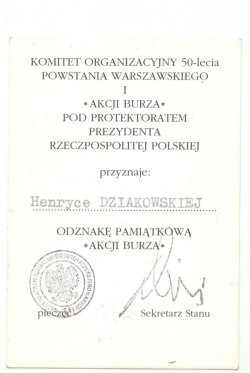 KOMITET ORGANIZACYJNY 50-lecia
POWSTANIA WARSZAWSKIEGO
I
*AKCJI BURZA*
POD PROTEKTORATEM
PREZYDENTA
RZECZPOSPOLITEJ POLSKIEJ
przyznaje:
Henryce DZIAKOWSKIEJ
ODZNAKĘ PAMIĄTKOWĄ
*AKCJI BURZA*
pieczęć Sekretarz Stanu